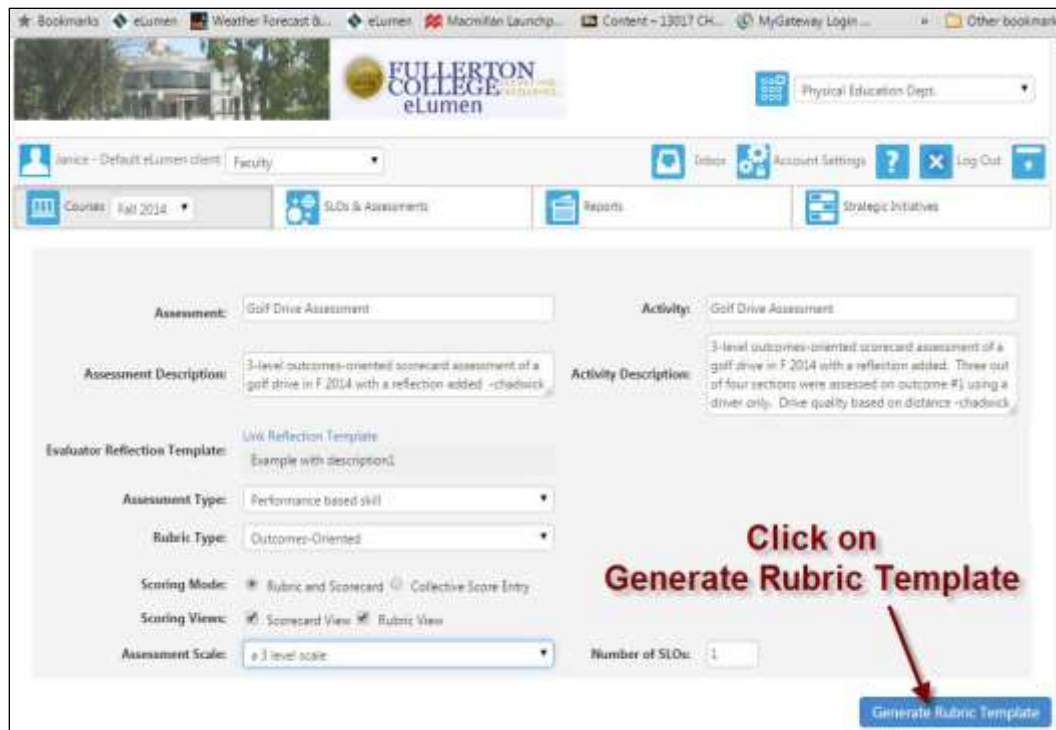 Bookmarks eLumen Weather Forecast &... eLumen Macmillan Launchp... Content – 13017 CH... MyGateway Login ... » Other bookmark
FULLERTON
COLLEGE
eLumen
Physical Education Dept.
Janice - Default eLumen client Faculty Inbox Account Settings ? X Log Out
Courses Fall 2014 SLOs & Assessments Reports Strategic Initiatives
Assessment: Golf Drive Assessment Activity: Golf Drive Assessment
Assessment Description: 3-level outcomes-oriented scorecard assessment of a
golf drive in F 2014 with a reflection added -chadwick
Activity Description: 3-level outcomes-oriented scorecard assessment of a
golf drive in F 2014 with a reflection added. Three out
of four sections were assessed on outcome #1 using a
driver only. Drive quality based on distance -chadwick
Evaluator Reflection Template: Link Reflection Template
Example with description1
Assessment Type: Performance based skill
Rubric Type: Outcomes-Oriented
Scoring Mode: Rubric and Scorecard Collective Score Entry
Scoring Views: Scorecard View Rubric View
Assessment Scale: a 3 level scale Number of SLOs: 1
Click on
Generate Rubric Template
Generate Rubric Template